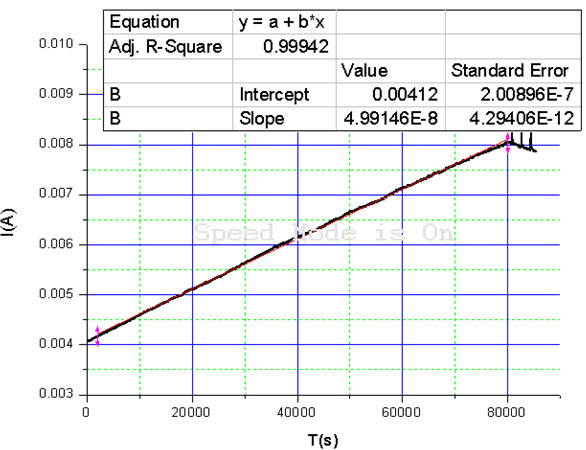 Equation y = a + b*x
Adj. R-Square 0.99942
Value Standard Error
B Intercept 0.00412 2.00896E-7
B Slope 4.99146E-8 4.29406E-12
0.010
0.009
0.008
0.007
0.006
0.005
0.004
0.003
I(A)
Speed Mode is On
0 20000 40000 60000 80000
T(s)